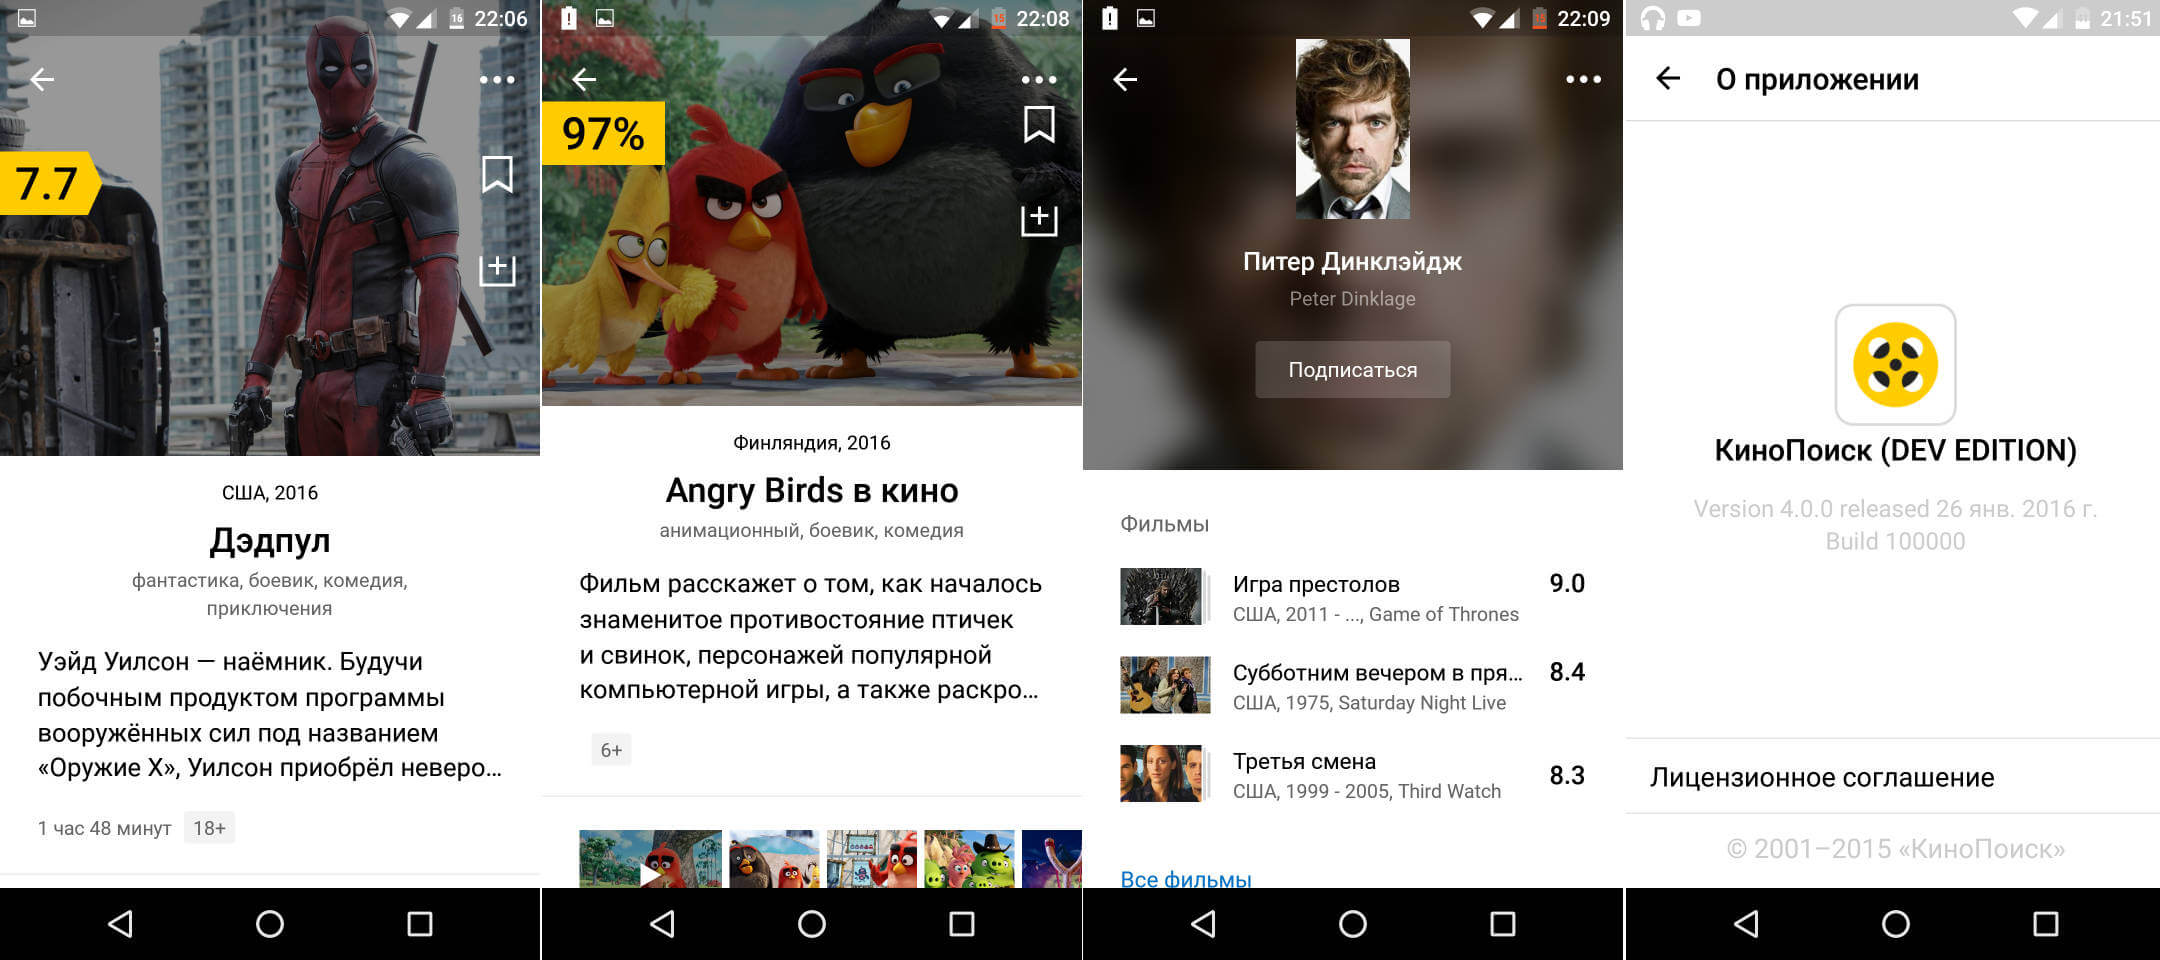 22:06
7.7
США, 2016
Дэдпул
фантастика, боевик, комедия,
приключения
Уэйд Уилсон — наёмник. Будучи
побочным продуктом программы
вооружённых сил под названием
«Оружие X», Уилсон приобрёл неверо...
1 час 48 минут 18+
22:08
97%
Финляндия, 2016
Angry Birds в кино
анимационный, боевик, комедия
Фильм расскажет о том, как началось
знаменитое противостояние птичек
и свинок, персонажей популярной
компьютерной игры, а также раскро...
6+
22:09
Питер Динклэйдж
Peter Dinklage
Подписаться
Фильмы
Игра престолов 9.0
США, 2011 - ..., Game of Thrones
Субботним вечером в пря... 8.4
США, 1975, Saturday Night Live
Третья смена 8.3
США, 1999 - 2005, Third Watch
Все фильмы
21:51
О приложении
КиноПоиск (DEV EDITION)
Version 4.0.0 released 26 янв. 2016 г.
Build 100000
Лицензионное соглашение
© 2001–2015 «КиноПоиск»